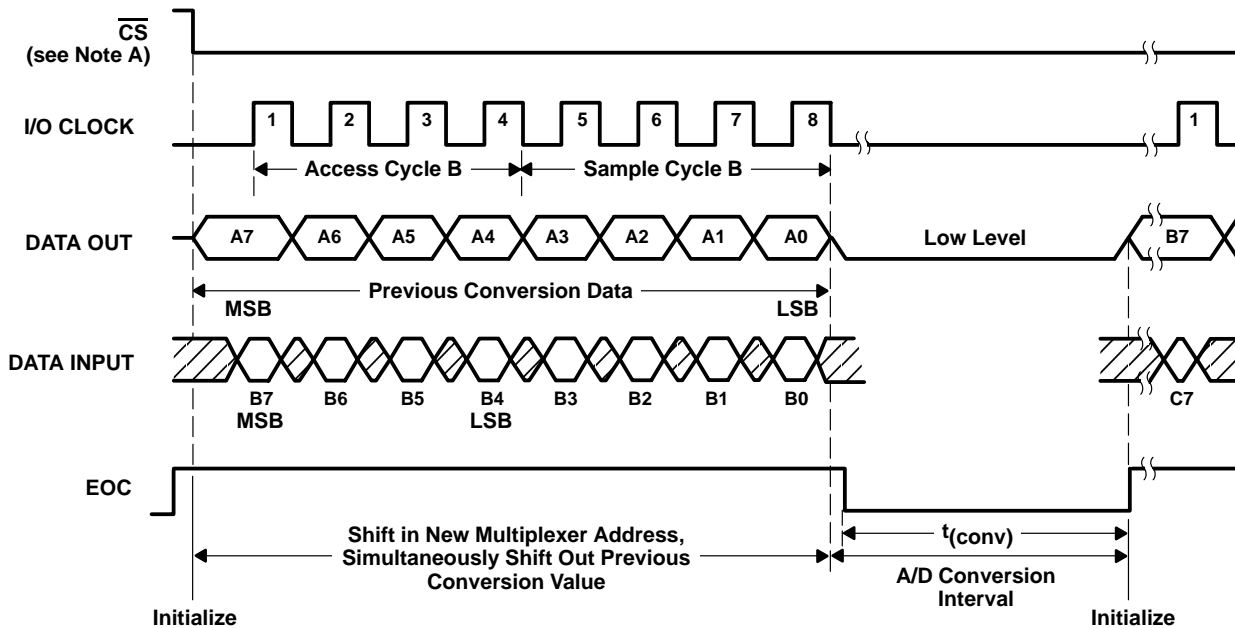 CS
(see Note A)
I/O CLOCK
1 2 3 4 5 6 7 8 1
Access Cycle B Sample Cycle B
DATA OUT
A7 A6 A5 A4 A3 A2 A1 A0 Low Level B7
Previous Conversion Data
MSB LSB
DATA INPUT
B7 B6 B5 B4 B3 B2 B1 B0 C7
MSB LSB
EOC
t(conv)
Shift in New Multiplexer Address,
Simultaneously Shift Out Previous
Conversion Value
A/D Conversion
Interval
Initialize Initialize